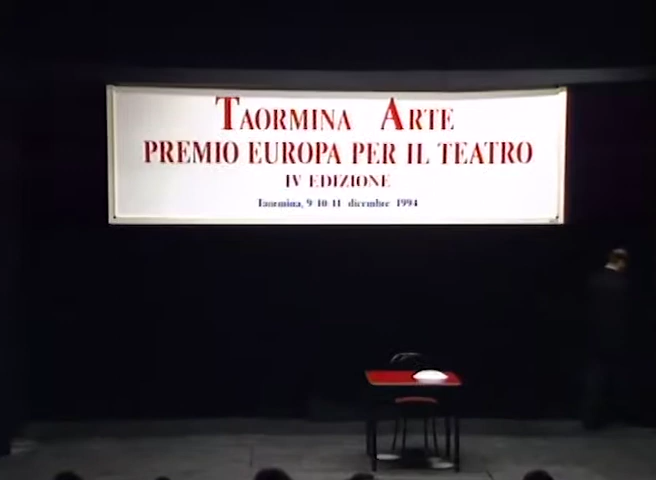 TAORMINA ARTE
PREMIO EUROPA PER IL TEATRO
IV EDIZIONE
Taormina, 9 10 11 dicembre 1994